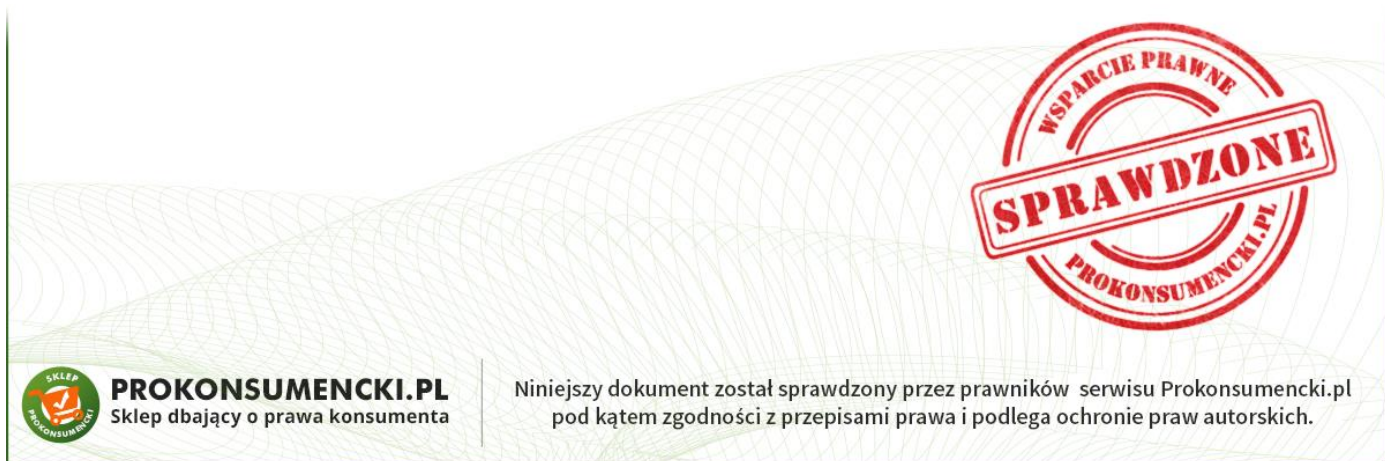 WSPARCIE PRAWNE
SPRAWDZONE
PROKONSUMENCKI.PL
SKLEP
PROKONSUMENCKI
PROKONSUMENCKI.PL
Sklep dbający o prawa konsumenta
Niniejszy dokument został sprawdzony przez prawników serwisu Prokonsumencki.pl
pod kątem zgodności z przepisami prawa i podlega ochronie praw autorskich.